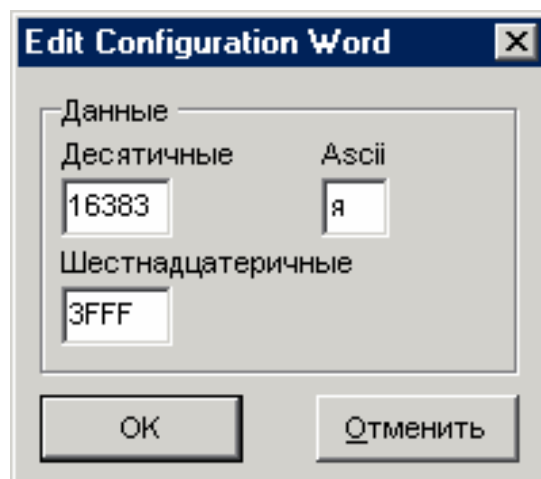 Edit Configuration Word
Данные
Десятичные Ascii
16383 я
Шестнадцатеричные
3FFF
OK Отменить